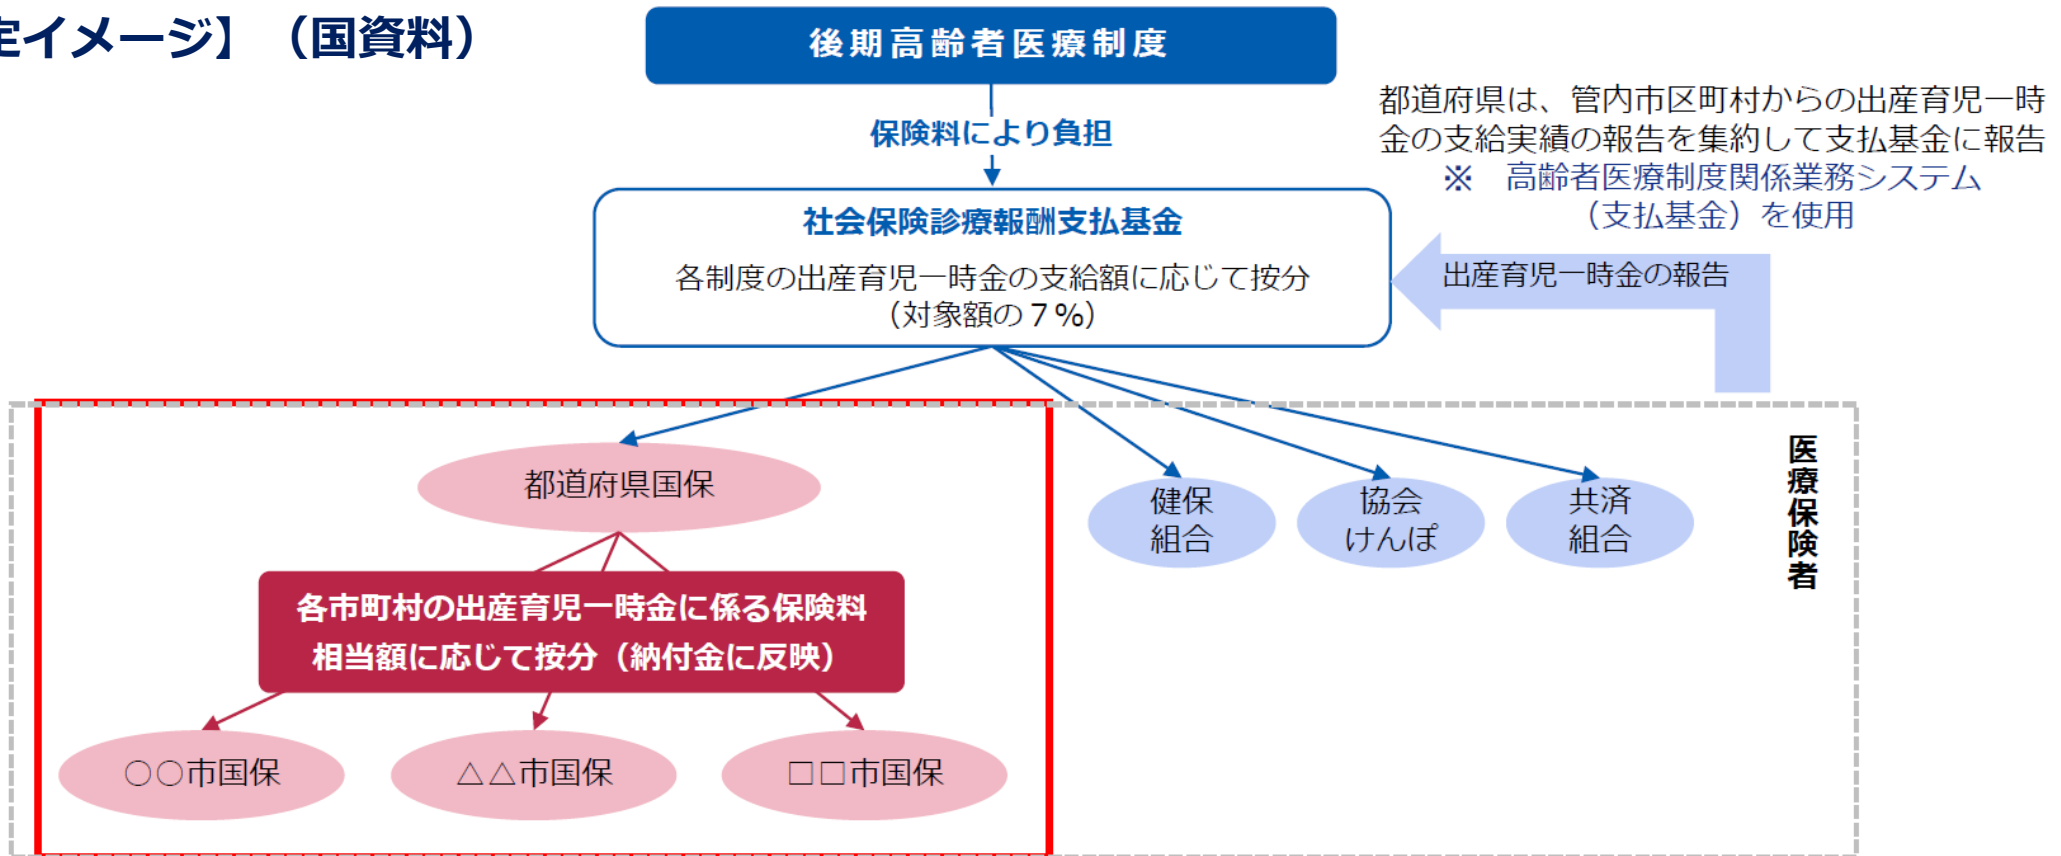 定イメージ】（国資料）
後期高齢者医療制度
保険料により負担
都道府県は、管内市区町村からの出産育児一時
金の支給実績の報告を集約して支払基金に報告
※　高齢者医療制度関係業務システム
（支払基金）を使用
社会保険診療報酬支払基金
各制度の出産育児一時金の支給額に応じて按分
（対象額の７％）
出産育児一時金の報告
医療保険者
都道府県国保
健保
組合
協会
けんぽ
共済
組合
各市町村の出産育児一時金に係る保険料
相当額に応じて按分（納付金に反映）
○○市国保
△△市国保
□□市国保